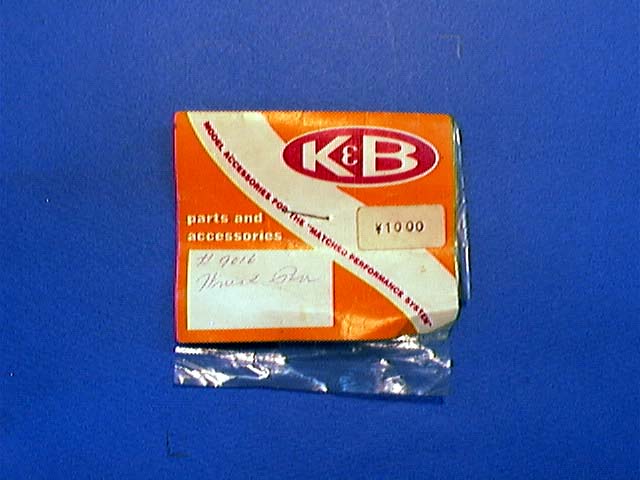 K&B
MODEL ACCESSORIES FOR THE "MATCHED PERFORMANCE SYSTEM"
¥1000
parts and
accessories